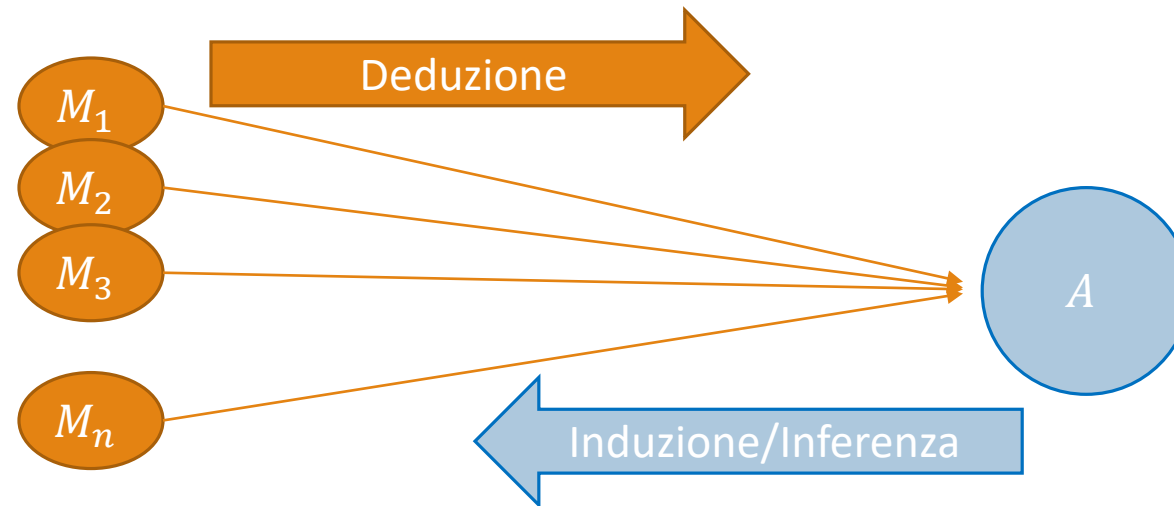 Deduzione
M₁
M₂
M₃
A
Mₙ
Induzione/Inferenza